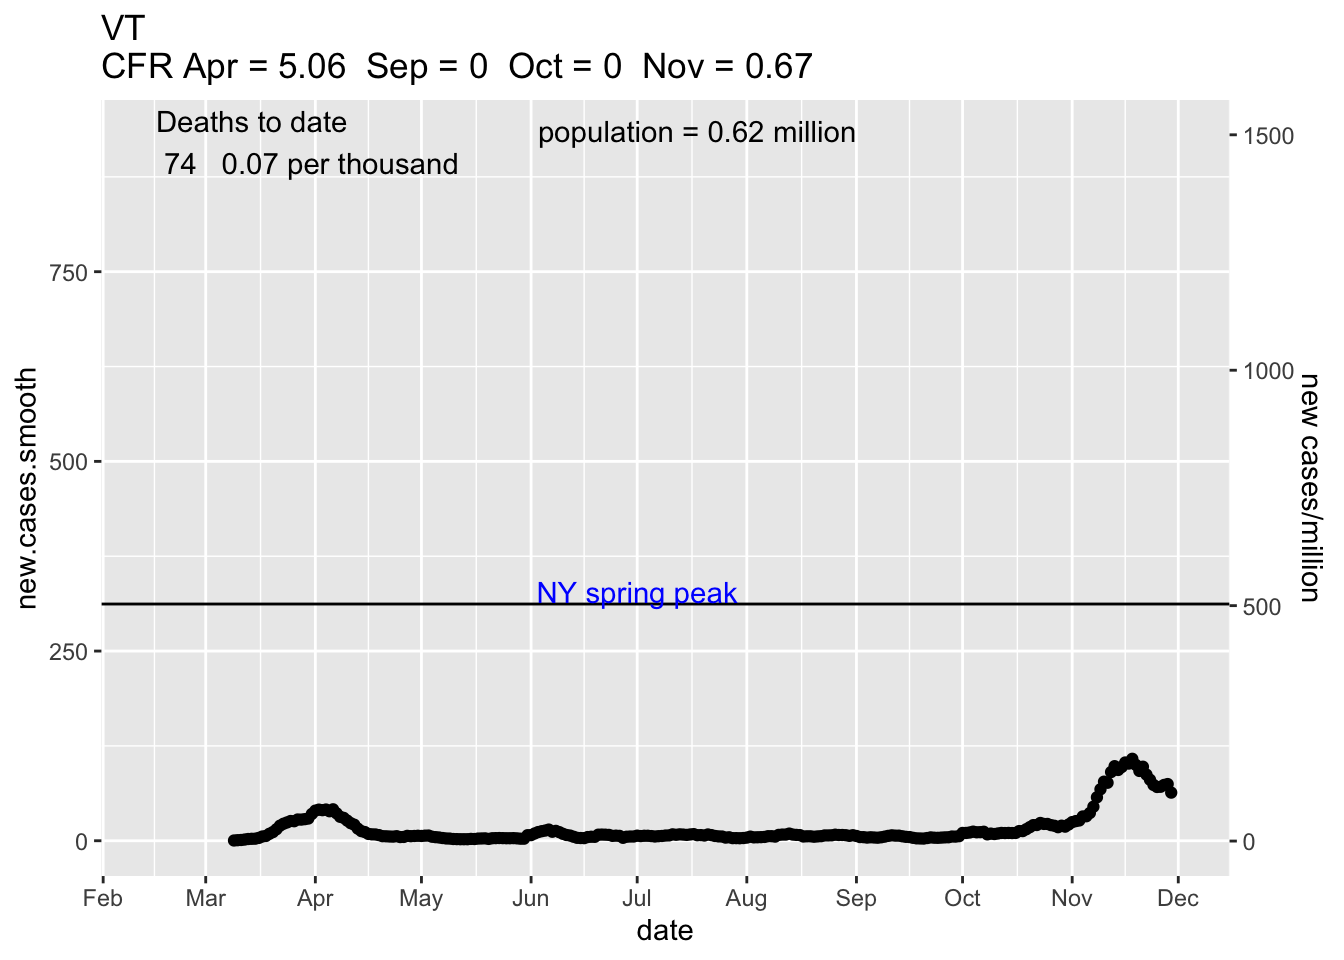 VT
CFR Apr = 5.06  Sep = 0  Oct = 0  Nov = 0.67
Deaths to date
74   0.07 per thousand
population = 0.62 million
NY spring peak
new.cases.smooth
750
500
250
0
new cases/million
1500
1000
500
0
Feb Mar Apr May Jun Jul Aug Sep Oct Nov Dec
date